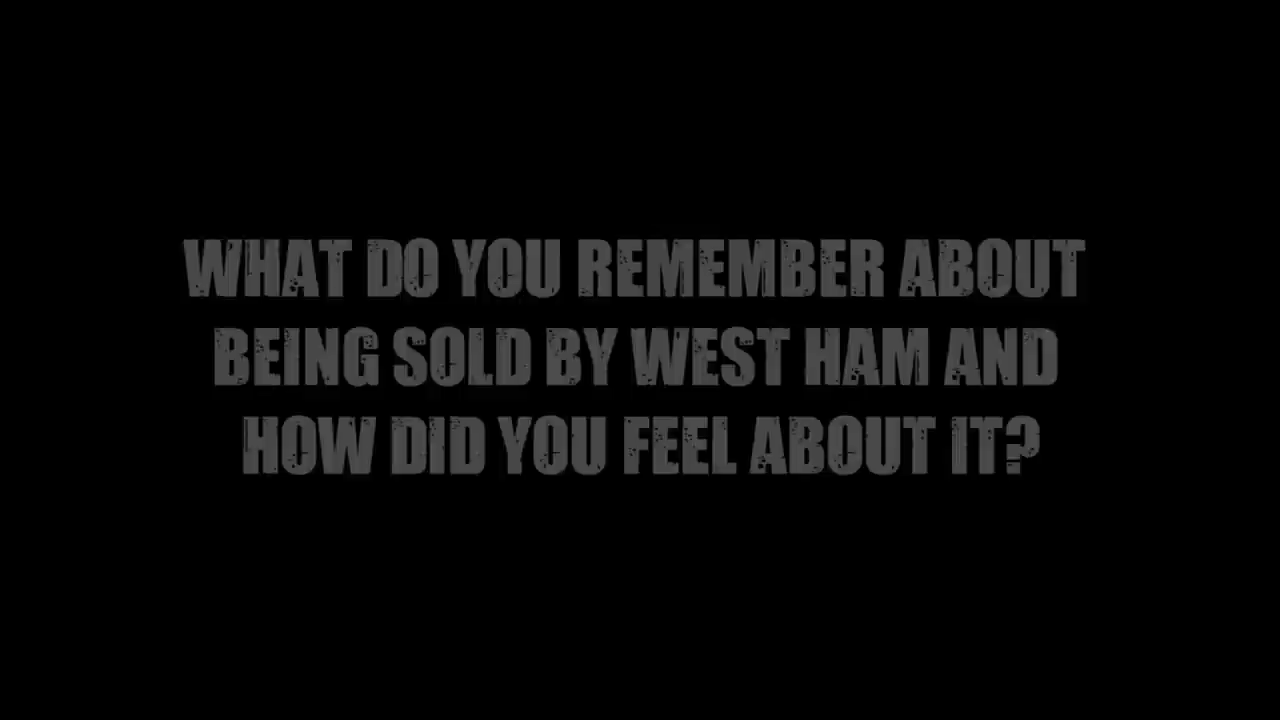 WHAT DO YOU REMEMBER ABOUT
BEING SOLD BY WEST HAM AND
HOW DID YOU FEEL ABOUT IT?